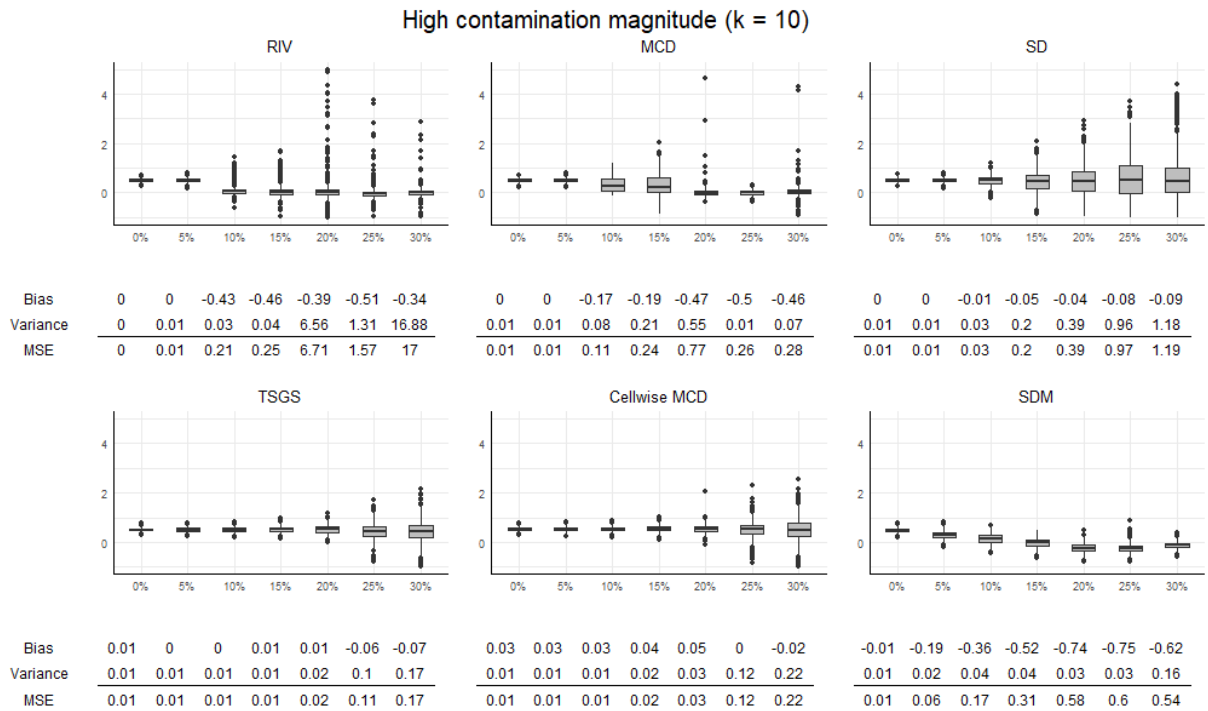 High contamination magnitude (k = 10)
RIV MCD SD
4 4 4
2 2 2
0 0 0
0% 5% 10% 15% 20% 25% 30% 0% 5% 10% 15% 20% 25% 30% 0% 5% 10% 15% 20% 25% 30%
Bias 0 0 -0.43 -0.46 -0.39 -0.51 -0.34 0 0 -0.17 -0.19 -0.47 -0.5 -0.46 0 0 -0.01 -0.05 -0.04 -0.08 -0.09
Variance 0 0.01 0.03 0.04 6.56 1.31 16.88 0.01 0.01 0.08 0.21 0.55 0.01 0.07 0.01 0.01 0.03 0.2 0.39 0.96 1.18
MSE 0 0.01 0.21 0.25 6.71 1.57 17 0.01 0.01 0.11 0.24 0.77 0.26 0.28 0.01 0.01 0.03 0.2 0.39 0.97 1.19
TSGS Cellwise MCD SDM
4 4 4
2 2 2
0 0 0
0% 5% 10% 15% 20% 25% 30% 0% 5% 10% 15% 20% 25% 30% 0% 5% 10% 15% 20% 25% 30%
Bias 0.01 0 0 0.01 0.01 -0.06 -0.07 0.03 0.03 0.03 0.04 0.05 0 -0.02 -0.01 -0.19 -0.36 -0.52 -0.74 -0.75 -0.62
Variance 0.01 0.01 0.01 0.01 0.02 0.1 0.17 0.01 0.01 0.01 0.02 0.03 0.12 0.22 0.01 0.02 0.04 0.04 0.03 0.03 0.16
MSE 0.01 0.01 0.01 0.01 0.02 0.11 0.17 0.01 0.01 0.01 0.02 0.03 0.12 0.22 0.01 0.06 0.17 0.31 0.58 0.6 0.54